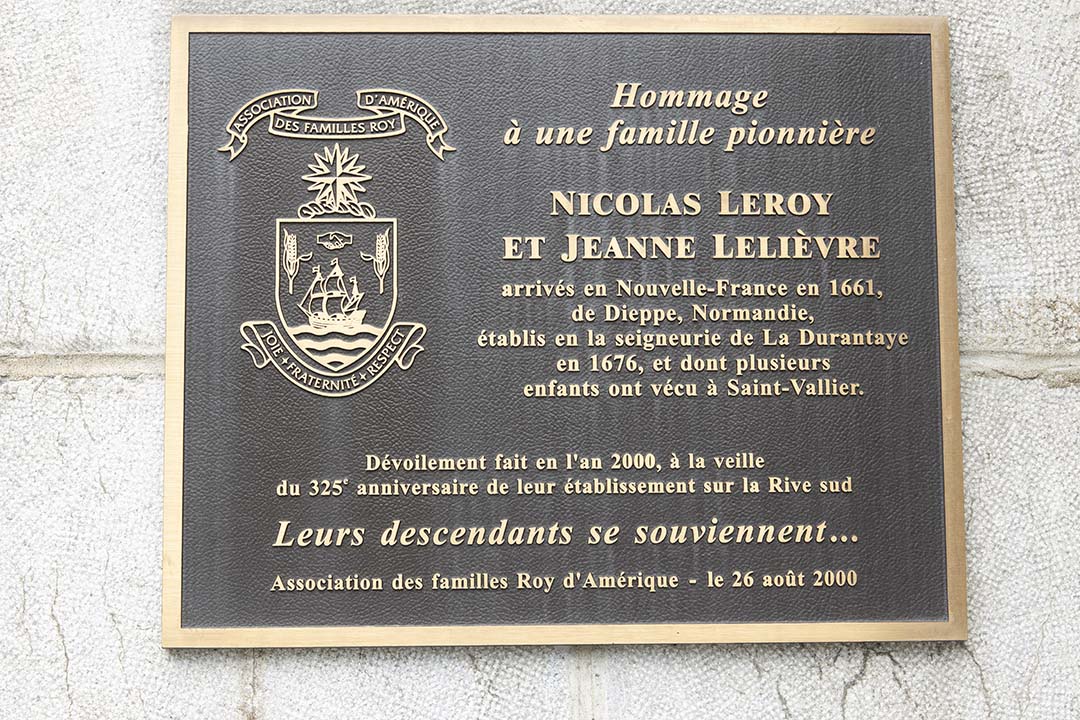 ASSOCIATION
D'AMÉRIQUE
DES FAMILLES ROY
JOIE + FRATERNITÉ + RESPECT
Hommage
à une famille pionnière
NICOLAS LEROY
ET JEANNE LELIÈVRE
arrivés en Nouvelle-France en 1661,
de Dieppe, Normandie,
établis en la seigneurie de La Durantaye
en 1676, et dont plusieurs
enfants ont vécu à Saint-Vallier.
Dévoilement fait en l'an 2000, à la veille
du 325e anniversaire de leur établissement sur la Rive sud
Leurs descendants se souviennent...
Association des familles Roy d'Amérique - le 26 août 2000